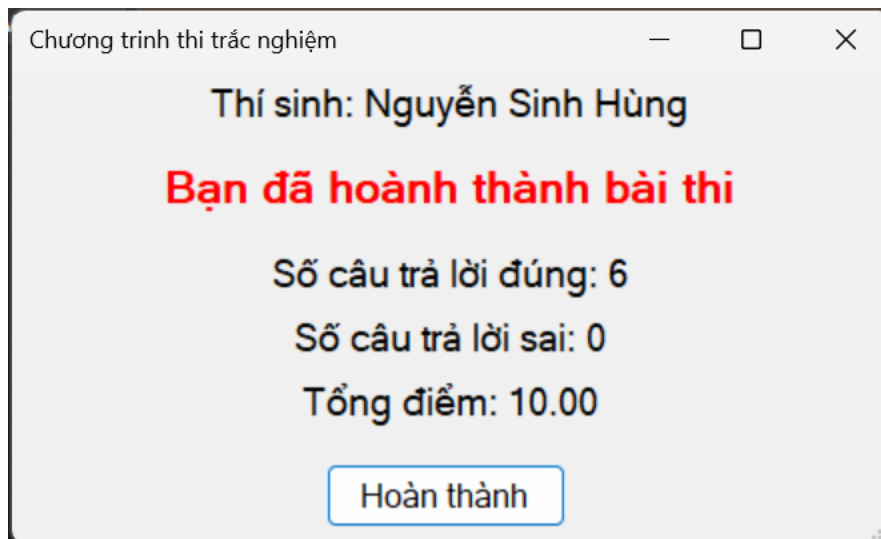 Chương trinh thi trắc nghiệm
Thí sinh: Nguyễn Sinh Hùng
Bạn đã hoành thành bài thi
Số câu trả lời đúng: 6
Số câu trả lời sai: 0
Tổng điểm: 10.00
Hoàn thành